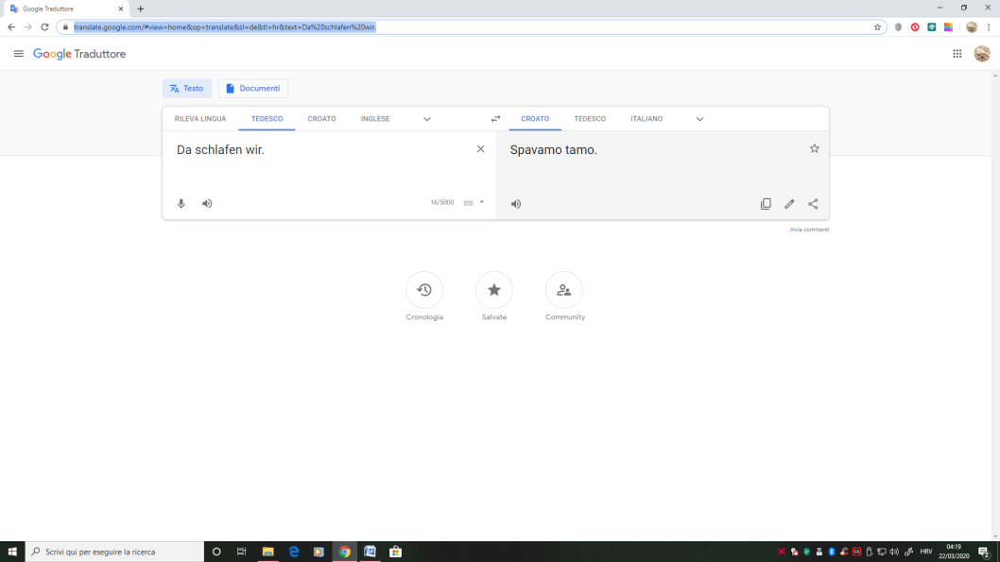 Google Traduttore
translate.google.com/#view=home&op=translate&sl=de&tl=hr&text=Da%20schlafen%20wir.
Google Traduttore
Testo
Documenti
RILEVA LINGUA TEDESCO CROATO INGLESE
CROATO TEDESCO ITALIANO
Da schlafen wir.
Spavamo tamo.
16/5000
Invia commenti
Cronologia
Salvate
Community
Scrivi qui per eseguire la ricerca
HRV
04:19
22/03/2020
2